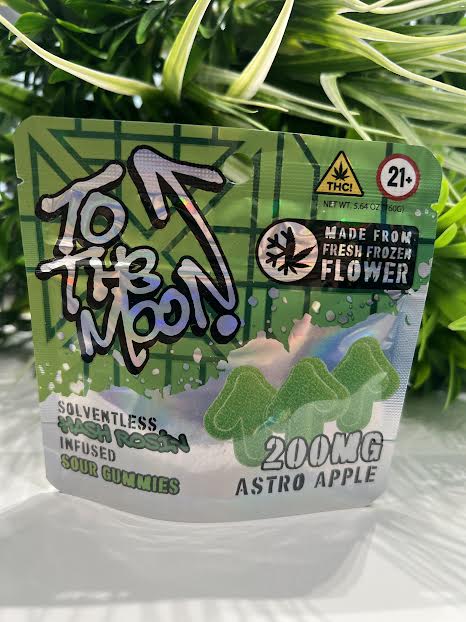 TO
THE
MOON!
THC!
21+
NET WT. 5.64 OZ (160G)
MADE FROM
FRESH FROZEN
FLOWER
SOLVENTLESS
HASH ROSIN
INFUSED
SOUR GUMMIES
200MG
ASTRO APPLE